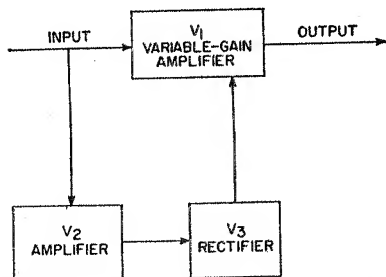 INPUT
V1
VARIABLE-GAIN
AMPLIFIER
OUTPUT
V2
AMPLIFIER
V3
RECTIFIER